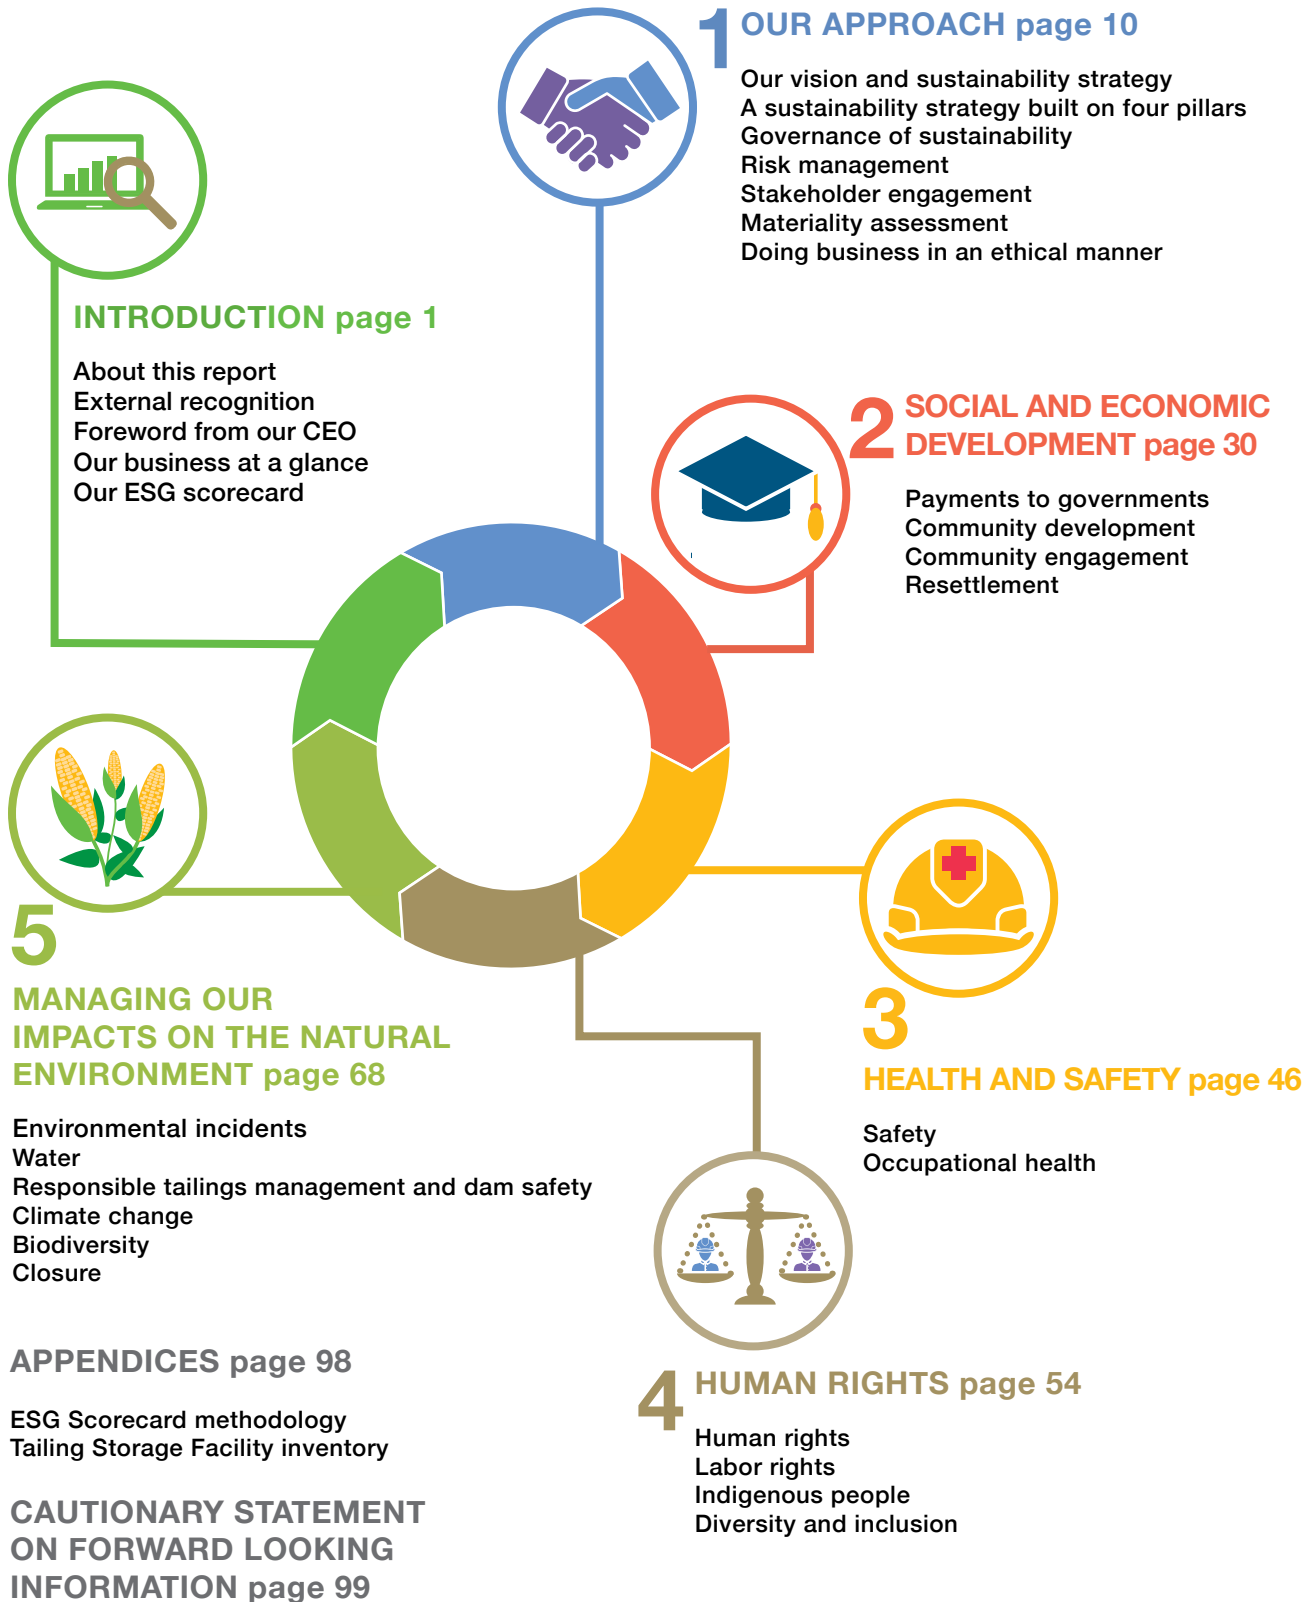 INTRODUCTION page 1
About this report
External recognition
Foreword from our CEO
Our business at a glance
Our ESG scorecard
1 OUR APPROACH page 10
Our vision and sustainability strategy
A sustainability strategy built on four pillars
Governance of sustainability
Risk management
Stakeholder engagement
Materiality assessment
Doing business in an ethical manner
2 SOCIAL AND ECONOMIC
DEVELOPMENT page 30
Payments to governments
Community development
Community engagement
Resettlement
3
HEALTH AND SAFETY page 46
Safety
Occupational health
4 HUMAN RIGHTS page 54
Human rights
Labor rights
Indigenous people
Diversity and inclusion
5
MANAGING OUR
IMPACTS ON THE NATURAL
ENVIRONMENT page 68
Environmental incidents
Water
Responsible tailings management and dam safety
Climate change
Biodiversity
Closure
APPENDICES page 98
ESG Scorecard methodology
Tailing Storage Facility inventory
CAUTIONARY STATEMENT
ON FORWARD LOOKING
INFORMATION page 99